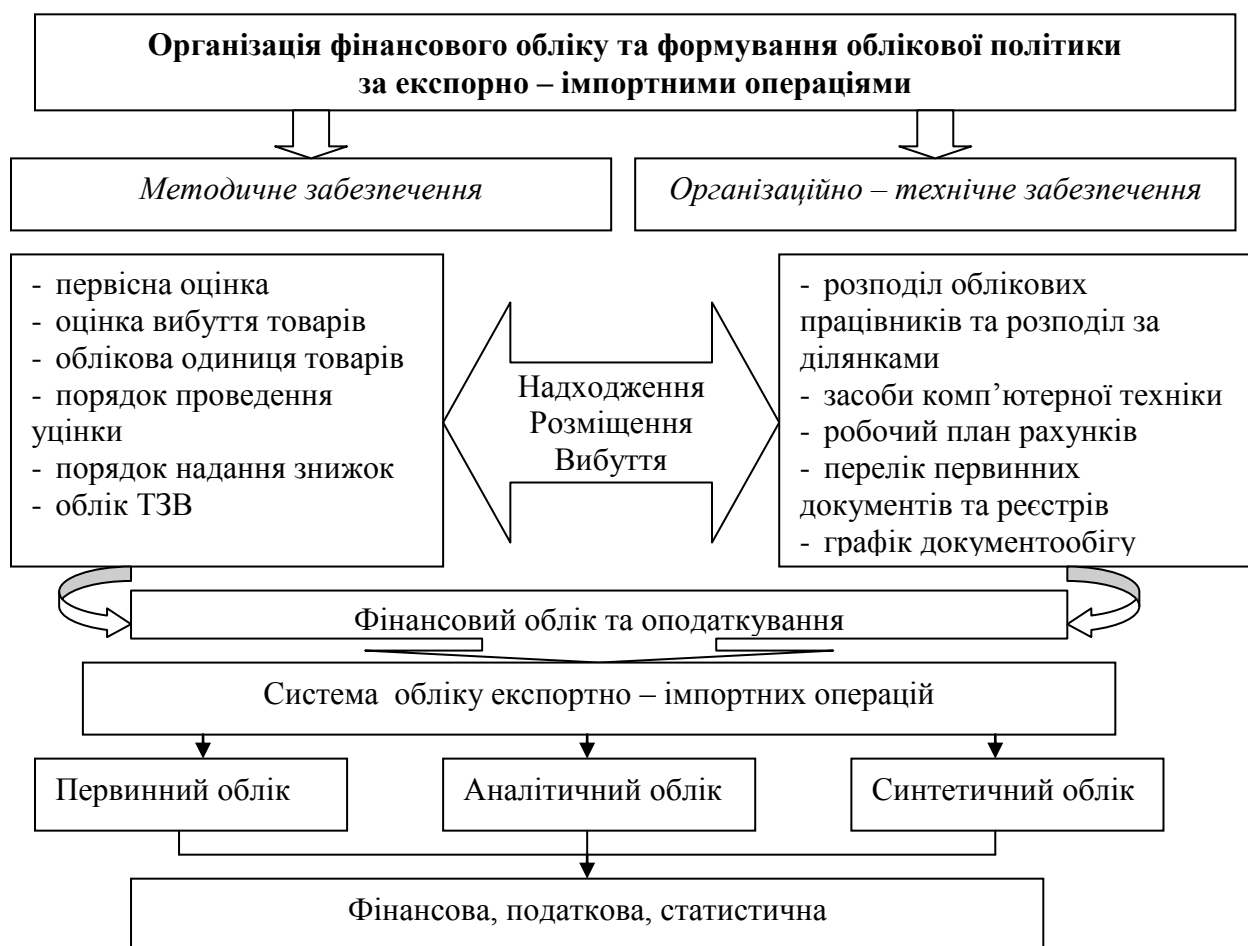 Організація фінансового обліку та формування облікової політики
за експорно – імпортними операціями
Методичне забезпечення
Організаційно – технічне забезпечення
- первісна оцінка
- оцінка вибуття товарів
- облікова одиниця товарів
- порядок проведення
уцінки
- порядок надання знижок
- облік ТЗВ
Надходження
Розміщення
Вибуття
- розподіл облікових
працівників та розподіл за
ділянками
- засоби комп’ютерної техніки
- робочий план рахунків
- перелік первинних
документів та реєстрів
- графік документообігу
Фінансовий облік та оподаткування
Система обліку експортно – імпортних операцій
Первинний облік
Аналітичний облік
Синтетичний облік
Фінансова, податкова, статистична